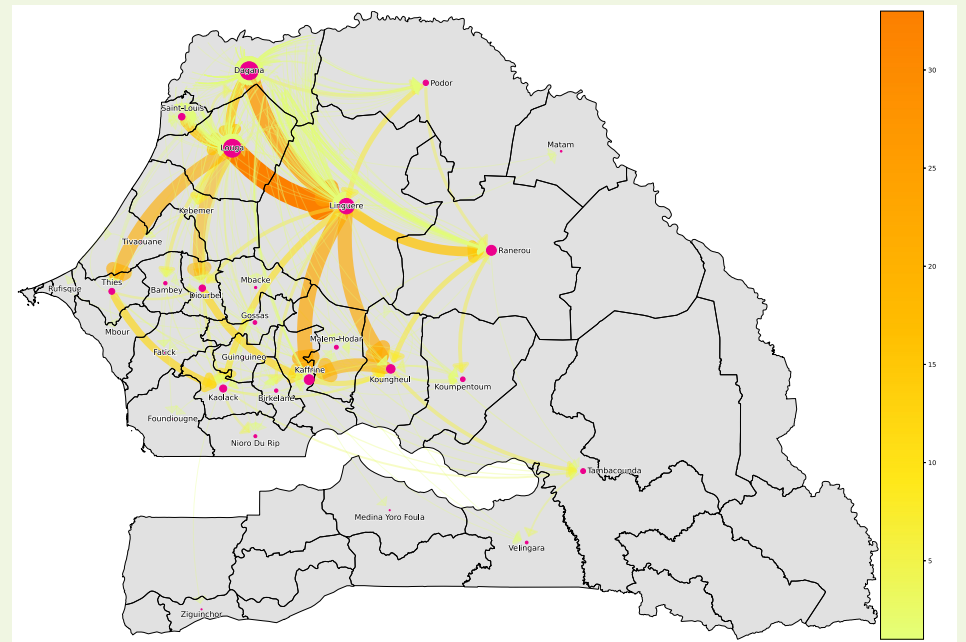 Dagana
Podor
30
Saint-Louis
Louga
Matam
25
Linguere
Kebemer
Tivaouane
Ranerou
20
Thies
Mbacke
Rufisque
Bambey
Diourbel
Gossas
Mbour
Malem-Hodar
15
Fatick
Guinguineo
Kaffrine
Koungheul
Koumpentoum
Kaolack
Birkelane
Foundiougne
Nioro Du Rip
10
Tambacounda
Medina Yoro Foula
Velingara
5
Ziguinchor